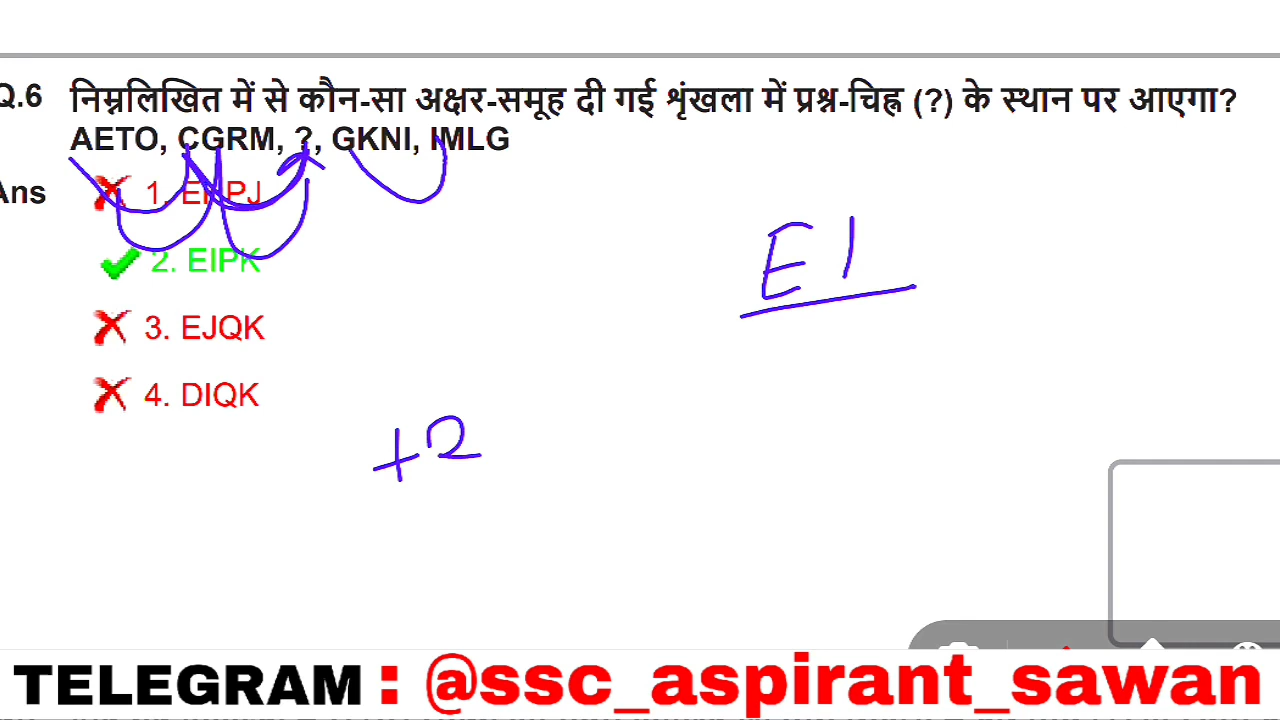 Q.6 निम्नलिखित में से कौन-सा अक्षर-समूह दी गई शृंखला में प्रश्न-चिह्न (?) के स्थान पर आएगा?
AETO, CGRM, ?, GKNI, IMLG
Ans 1.
2. EIPK
3. EJQK
4. DIQK
EI
+2
TELEGRAM : @ssc_aspirant_sawan